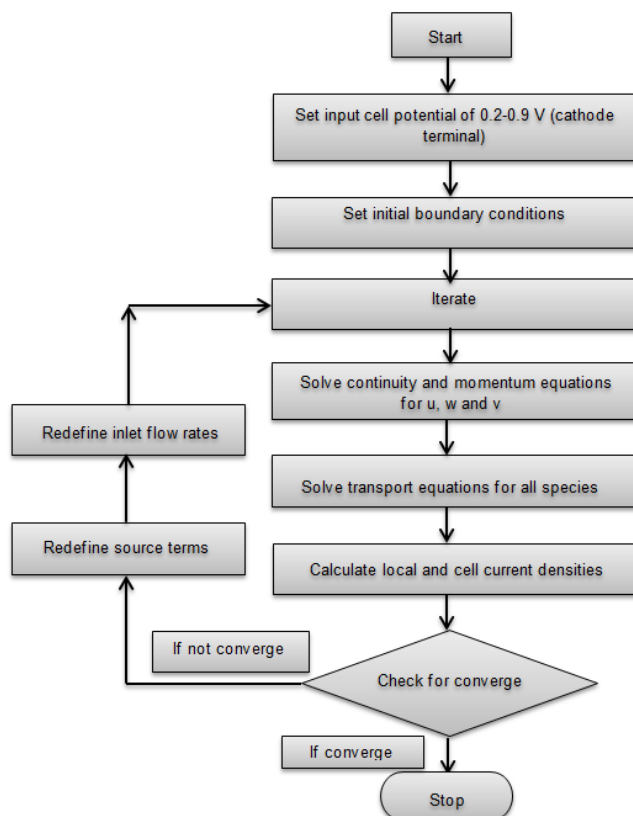 Start
Set input cell potential of 0.2-0.9 V (cathode
terminal)
Set initial boundary conditions
Iterate
Solve continuity and momentum equations
for u, w and v
Redefine inlet flow rates
Solve transport equations for all species
Redefine source terms
Calculate local and cell current densities
If not converge
Check for converge
If converge
Stop